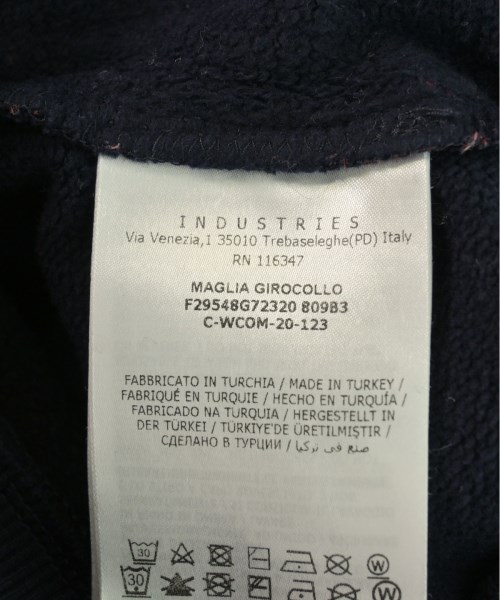 INDUSTRIES
Via Venezia,1 35010 Trebaseleghe(PD) Italy
RN 116347
MAGLIA GIROCOLLO
F29548G72320 809B3
C-WCOM-20-123
FABBRICATO IN TURCHIA / MADE IN TURKEY /
FABRIQUÉ EN TURQUIE / HECHO EN TURQUÍA /
FABRICADO NA TURQUIA / HERGESTELLT IN
DER TÜRKEI / TÜRKIYE'DE ÜRETILMIŞTIR /
СДЕЛАНО В ТУРЦИИ / صنع في تركيا
30 W
30 W